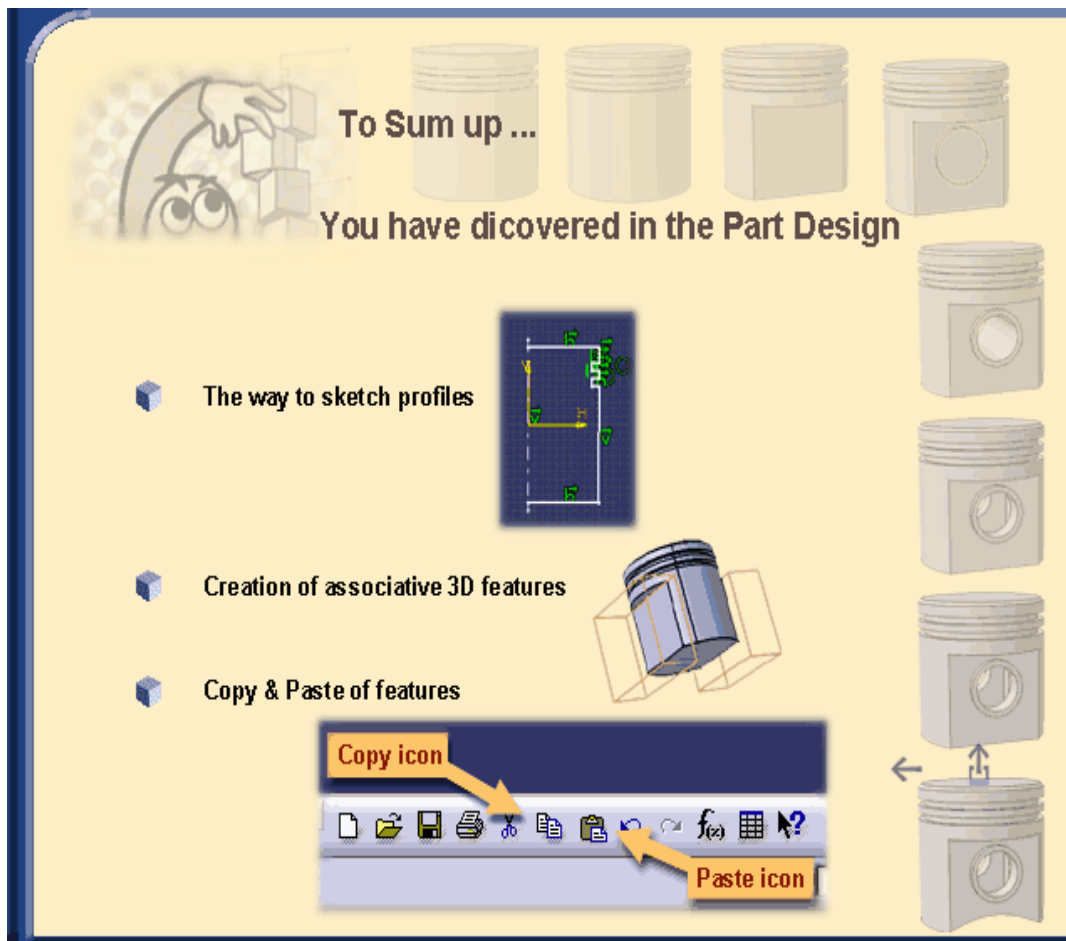 To Sum up ...
You have dicovered in the Part Design
The way to sketch profiles
Creation of associative 3D features
Copy & Paste of features
Copy icon
f(x)
?
Paste icon